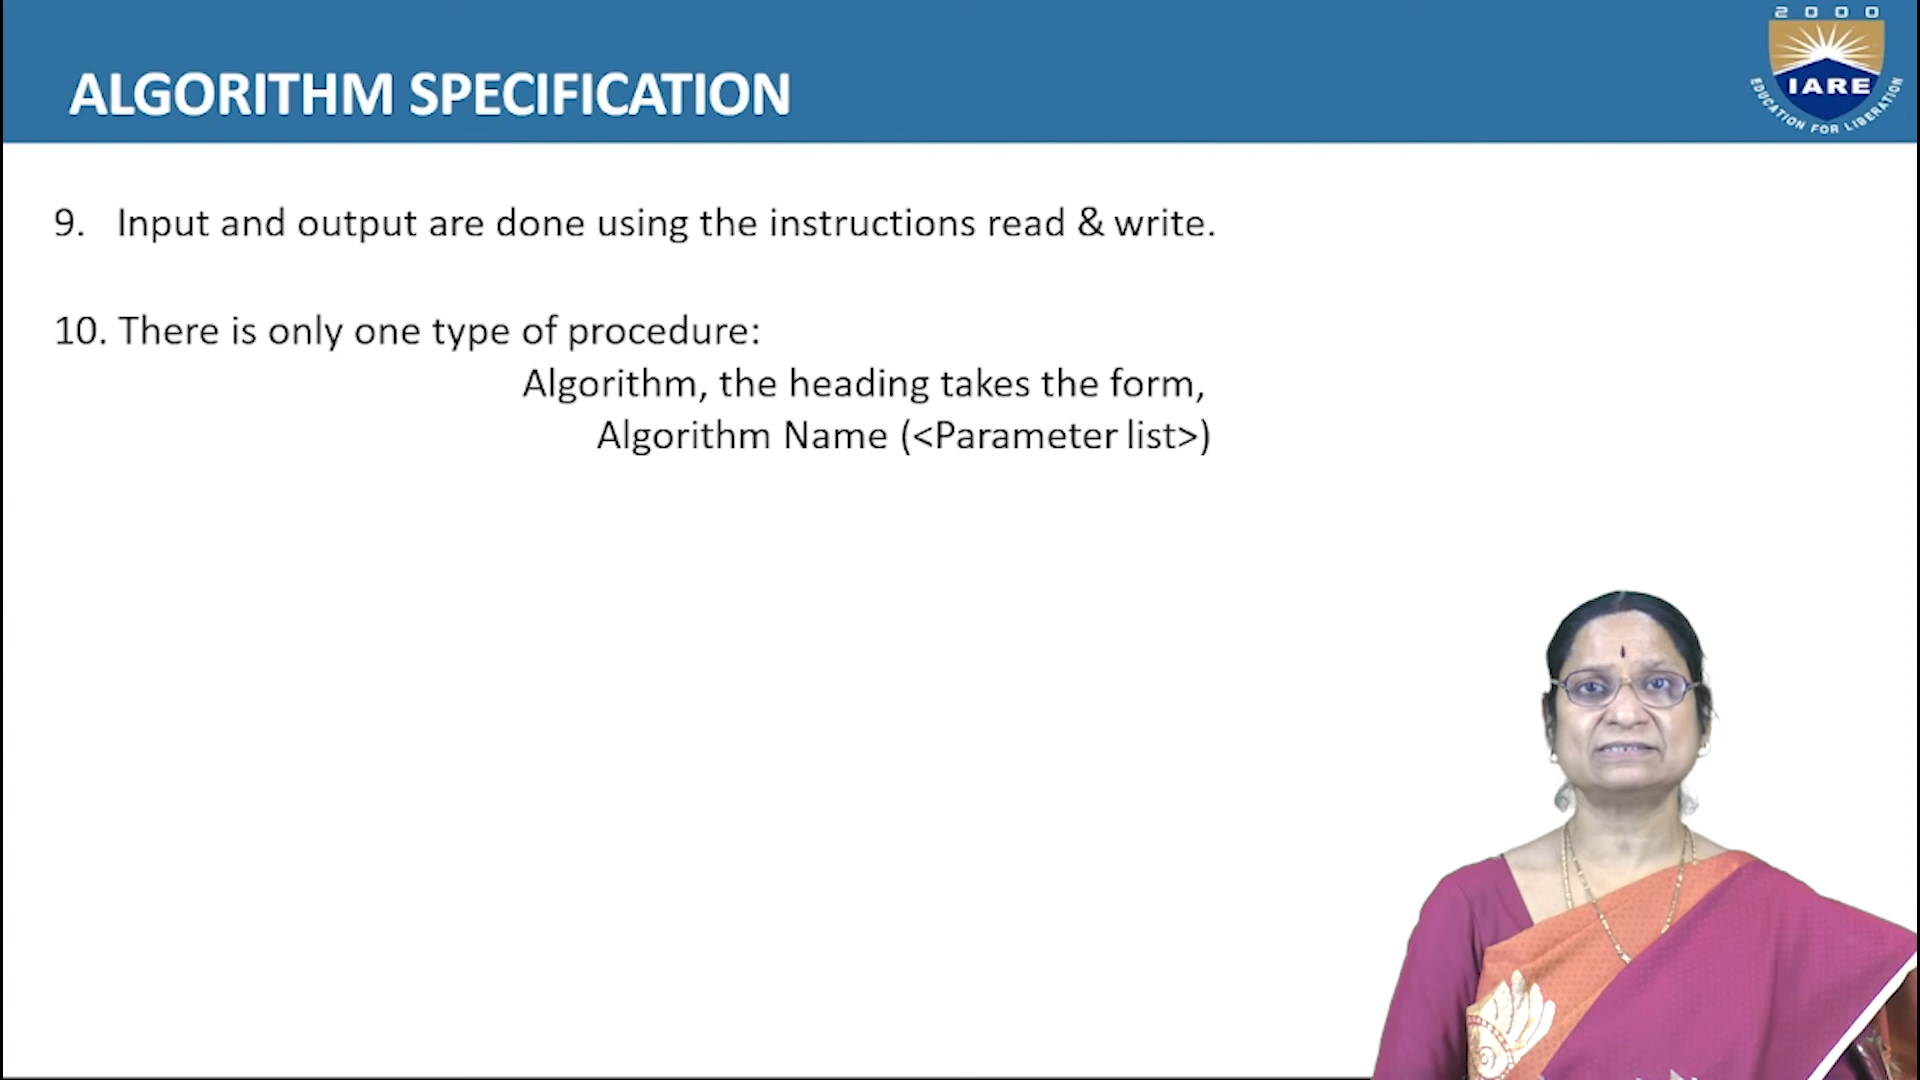 2000
IARE
EDUCATION FOR LIBERATION
ALGORITHM SPECIFICATION
9. Input and output are done using the instructions read & write.
10. There is only one type of procedure:
Algorithm, the heading takes the form,
Algorithm Name (<Parameter list>)